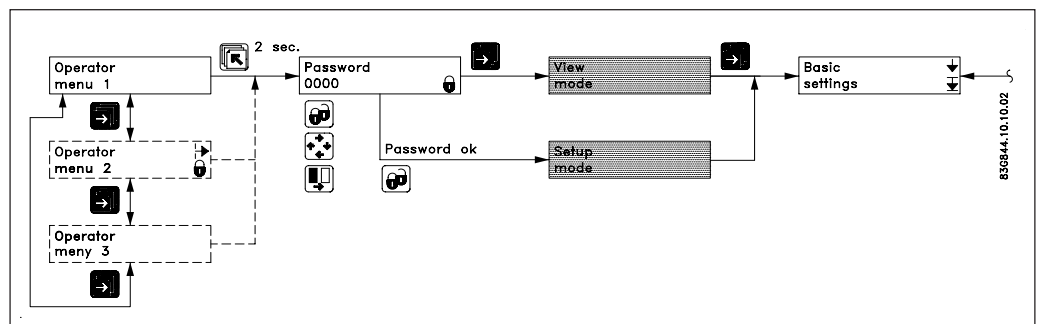 2 sec.
Operator
menu 1
Password
0000
View
mode
Basic
settings
Operator
menu 2
Password ok
Setup
mode
Operator
meny 3
83G844.10.10.02